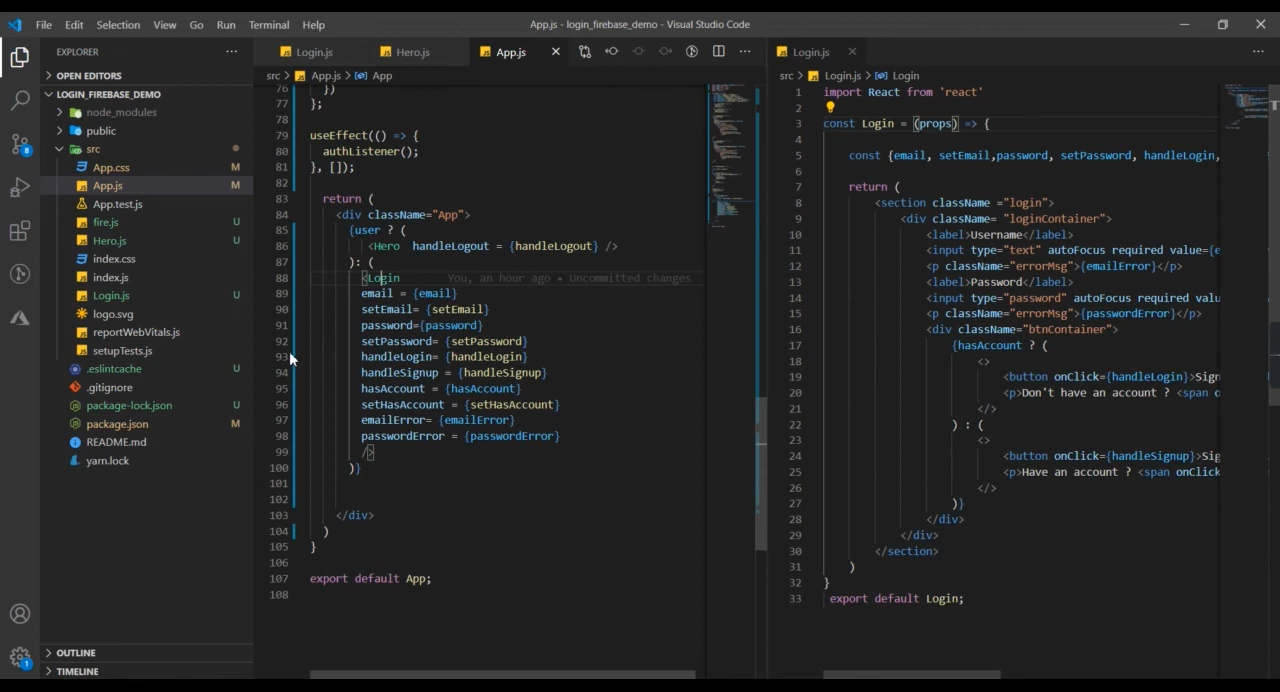 File Edit Selection View Go Run Terminal Help
App.js - login_firebase_demo - Visual Studio Code
EXPLORER
OPEN EDITORS
LOGIN_FIREBASE_DEMO
node_modules
public
src
App.css M
App.js M
App.test.js
fire.js U
Hero.js U
index.css
index.js
Login.js U
logo.svg
reportWebVitals.js
setupTests.js
.eslintcache U
.gitignore
package-lock.json U
package.json M
README.md
yarn.lock
OUTLINE
TIMELINE
8
1
Login.js Hero.js App.js
src > App.js > App
76 })
77 };
78
79 useEffect(() => {
80 authListener();
81 }, []);
82
83 return (
84 <div className="App">
85 {user ? (
86 <Hero handleLogout = {handleLogout} />
87 ): (
88 <Login You, an hour ago • Uncommitted changes
89 email = {email}
90 setEmail= {setEmail}
91 password={password}
92 setPassword= {setPassword}
93 handleLogin= {handleLogin}
94 handleSignup = {handleSignup}
95 hasAccount = {hasAccount}
96 setHasAccount = {setHasAccount}
97 emailError= {emailError}
98 passwordError = {passwordError}
99 />
100 )}
101
102
103 </div>
104 )
105 }
106
107 export default App;
108
Login.js
src > Login.js > Login
1 import React from 'react'
2
3 const Login = (props) => {
4
5 const {email, setEmail,password, setPassword, handleLogin,
6
7 return (
8 <section className ="login">
9 <div className= "loginContainer">
10 <label>Username</label>
11 <input type="text" autoFocus required value={e
12 <p className="errorMsg">{emailError}</p>
13 <label>Password</label>
14 <input type="password" autoFocus required valu
15 <p className="errorMsg">{passwordError}</p>
16 <div className="btnContainer">
17 {hasAccount ? (
18 <>
19 <button onClick={handleLogin}>Sign
20 <p>Don't have an account ? <span o
21 </>
22 ) : (
23 <>
24 <button onClick={handleSignup}>Sig
25 <p>Have an account ? <span onClick
26 </>
27 )}
28 </div>
29 </div>
30 </section>
31 )
32 }
33 export default Login;